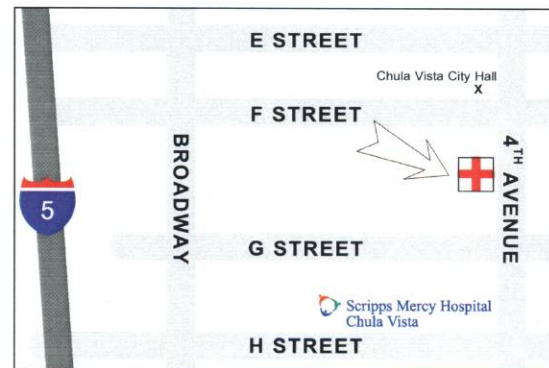 E STREET
Chula Vista City Hall
X
F STREET
BROADWAY
4TH AVENUE
5
G STREET
Scripps Mercy Hospital
Chula Vista
H STREET